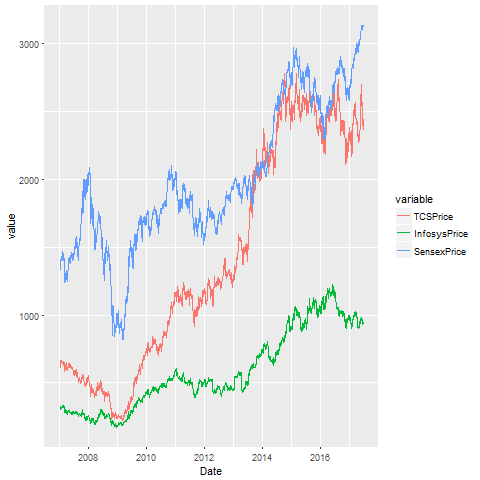 3000
2000
1000
value
2008
2010
2012
2014
2016
Date
variable
TCSPrice
InfosysPrice
SensexPrice